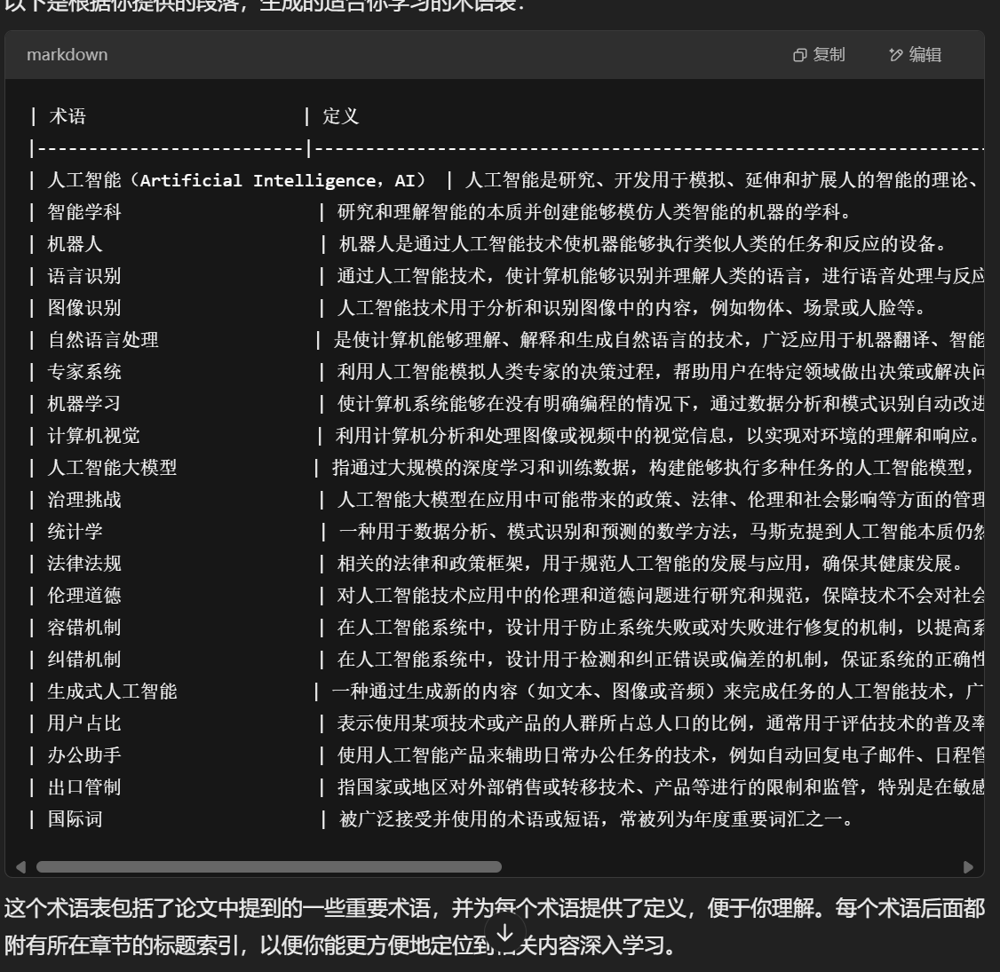 以下是根据你提供的段落，生成的适合你学习的术语表：
markdown 复制 编辑
| 术语 | 定义
|--------------------------|------------------------------------------------------------------
| 人工智能（Artificial Intelligence，AI） | 人工智能是研究、开发用于模拟、延伸和扩展人的智能的理论、
| 智能学科 | 研究和理解智能的本质并创建能够模仿人类智能的机器的学科。
| 机器人 | 机器人是通过人工智能技术使机器能够执行类似人类的任务和反应的设备。
| 语言识别 | 通过人工智能技术，使计算机能够识别并理解人类的语言，进行语音处理与反应
| 图像识别 | 人工智能技术用于分析和识别图像中的内容，例如物体、场景或人脸等。
| 自然语言处理 | 是使计算机能够理解、解释和生成自然语言的技术，广泛应用于机器翻译、智能
| 专家系统 | 利用人工智能模拟人类专家的决策过程，帮助用户在特定领域做出决策或解决问
| 机器学习 | 使计算机系统能够在没有明确编程的情况下，通过数据分析和模式识别自动改进
| 计算机视觉 | 利用计算机分析和处理图像或视频中的视觉信息，以实现对环境的理解和响应。
| 人工智能大模型 | 指通过大规模的深度学习和训练数据，构建能够执行多种任务的人工智能模型，
| 治理挑战 | 人工智能大模型在应用中可能带来的政策、法律、伦理和社会影响等方面的管理
| 统计学 | 一种用于数据分析、模式识别和预测的数学方法，马斯克提到人工智能本质仍然
| 法律法规 | 相关的法律和政策框架，用于规范人工智能的发展与应用，确保其健康发展。
| 伦理道德 | 对人工智能技术应用中的伦理和道德问题进行研究和规范，保障技术不会对社会
| 容错机制 | 在人工智能系统中，设计用于防止系统失败或对失败进行修复的机制，以提高系
| 纠错机制 | 在人工智能系统中，设计用于检测和纠正错误或偏差的机制，保证系统的正确性
| 生成式人工智能 | 一种通过生成新的内容（如文本、图像或音频）来完成任务的人工智能技术，广
| 用户占比 | 表示使用某项技术或产品的人群所占总人口的比例，通常用于评估技术的普及率
| 办公助手 | 使用人工智能产品来辅助日常办公任务的技术，例如自动回复电子邮件、日程管
| 出口管制 | 指国家或地区对外部销售或转移技术、产品等进行的限制和监管，特别是在敏感
| 国际词 | 被广泛接受并使用的术语或短语，常被列为年度重要词汇之一。
这个术语表包括了论文中提到的一些重要术语，并为每个术语提供了定义，便于你理解。每个术语后面都
附有所在章节的标题索引，以便你能更方便地定位到相关内容深入学习。